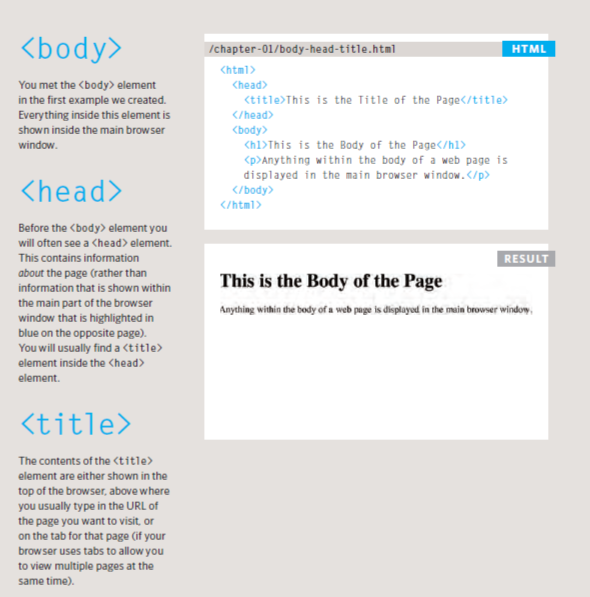 <body>
You met the <body> element
in the first example we created.
Everything inside this element is
shown inside the main browser
window.
<head>
Before the <body> element you
will often see a <head> element.
This contains information
about the page (rather than
information that is shown within
the main part of the browser
window that is highlighted in
blue on the opposite page).
You will usually find a <title>
element inside the <head>
element.
<title>
The contents of the <title>
element are either shown in the
top of the browser, above where
you usually type in the URL of
the page you want to visit, or
on the tab for that page (if your
browser uses tabs to allow you
to view multiple pages at the
same time).
/chapter-01/body-head-title.html HTML
<html>
<head>
<title>This is the Title of the Page</title>
</head>
<body>
<h1>This is the Body of the Page</h1>
<p>Anything within the body of a web page is
displayed in the main browser window.</p>
</body>
</html>
RESULT
This is the Body of the Page
Anything within the body of a web page is displayed in the main browser window.